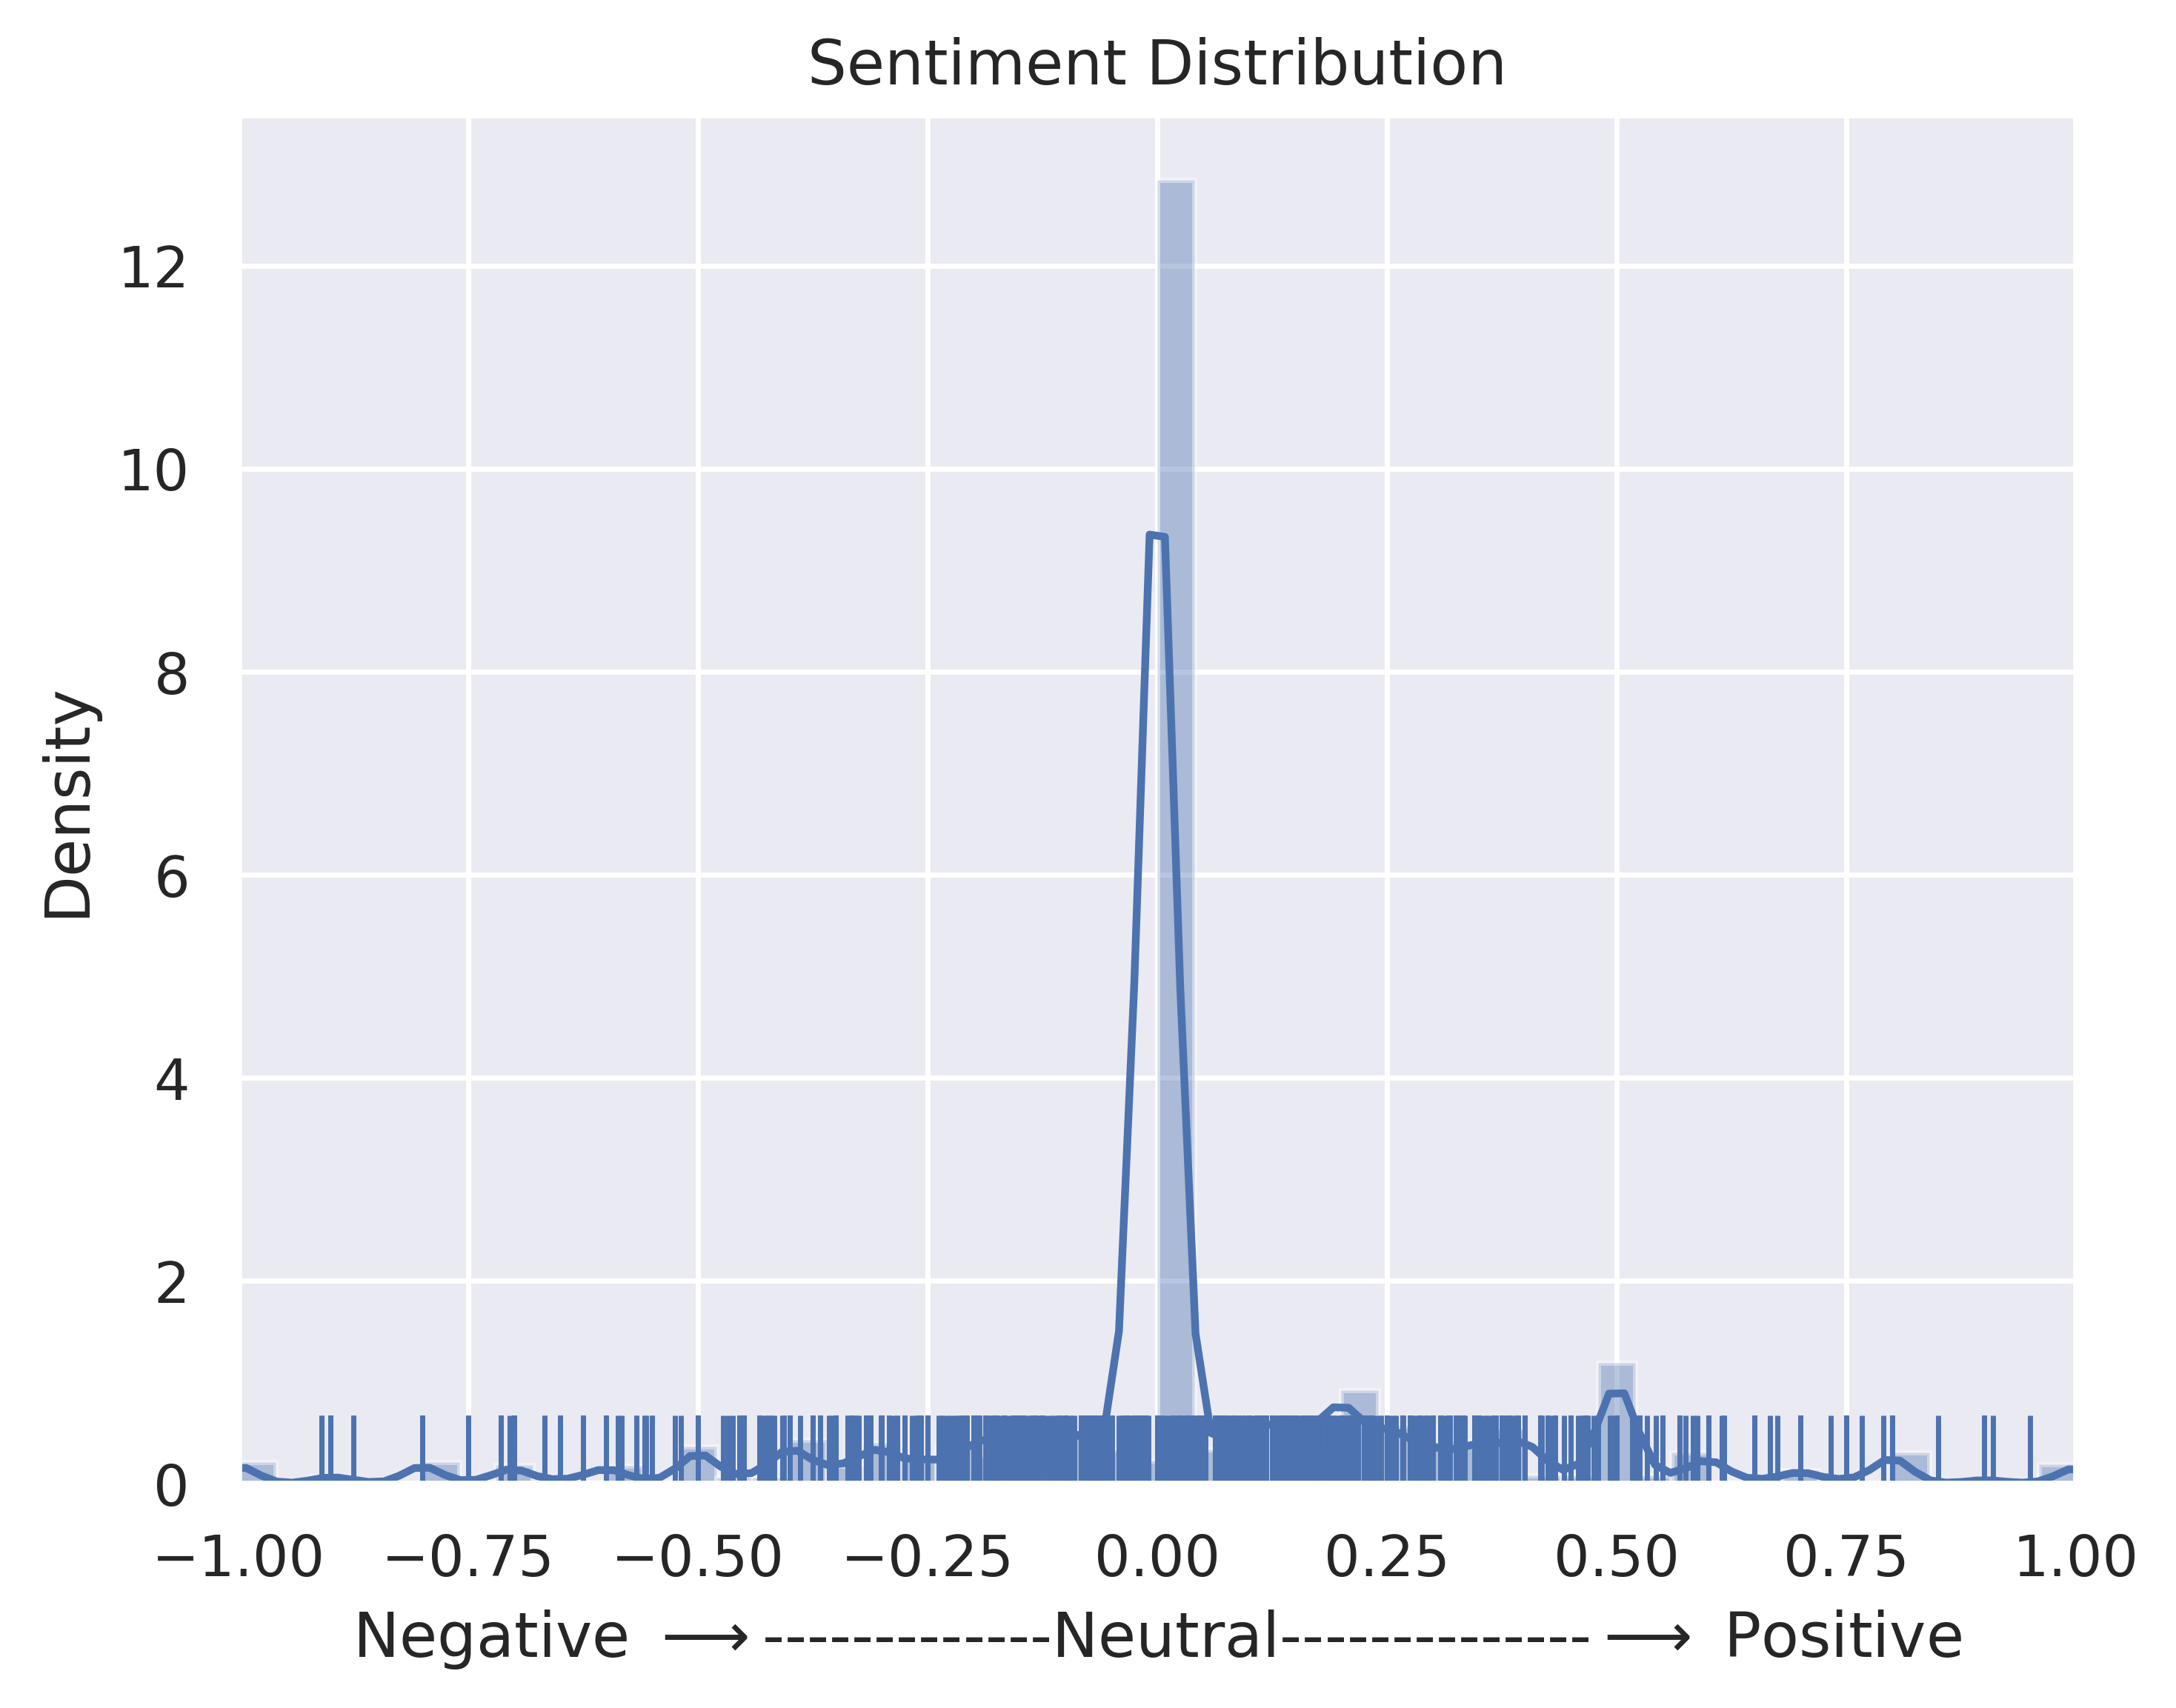 Sentiment Distribution
Density
12
10
8
6
4
2
0
−1.00 −0.75 −0.50 −0.25 0.00 0.25 0.50 0.75 1.00
Negative ⟶ --------------Neutral--------------- ⟶ Positive